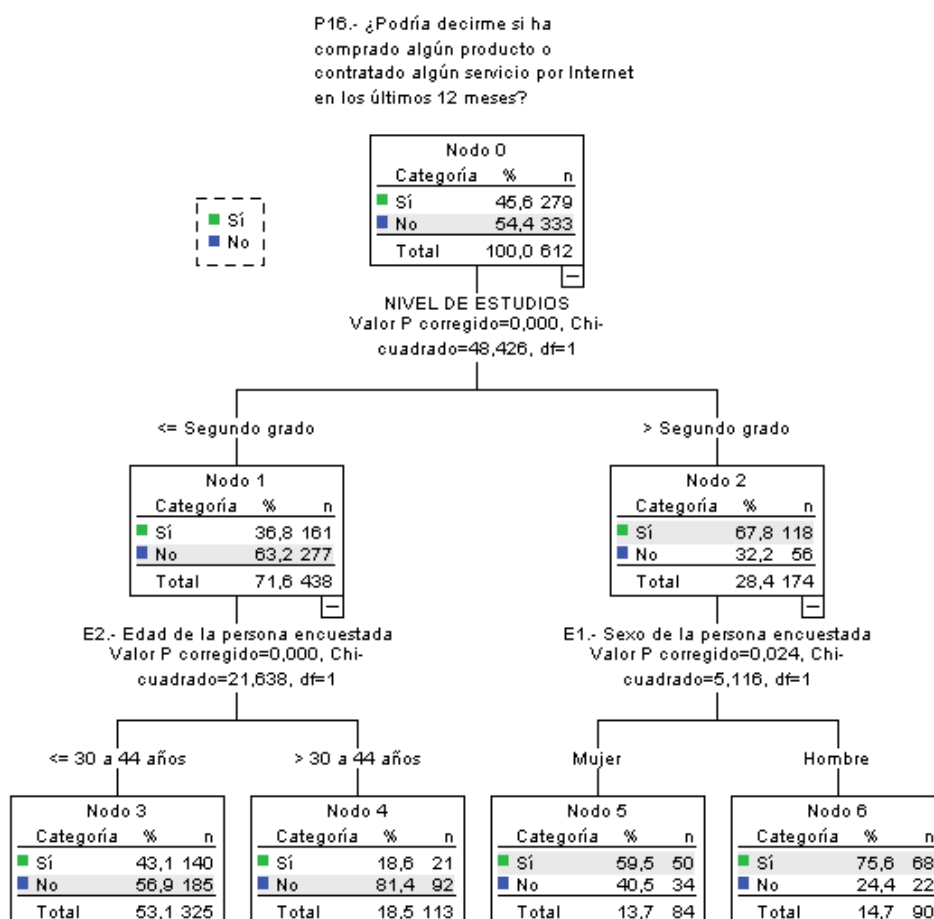 P16.- ¿Podría decirme si ha
comprado algún producto o
contratado algún servicio por Internet
en los últimos 12 meses?
Sí
No
Nodo 0
Categoría % n
Sí 45,6 279
No 54,4 333
Total 100,0 612
NIVEL DE ESTUDIOS
Valor P corregido=0,000, Chi-
cuadrado=48,426, df=1
<= Segundo grado
> Segundo grado
Nodo 1
Categoría % n
Sí 36,8 161
No 63,2 277
Total 71,6 438
Nodo 2
Categoría % n
Sí 67,8 118
No 32,2 56
Total 28,4 174
E2.- Edad de la persona encuestada
Valor P corregido=0,000, Chi-
cuadrado=21,638, df=1
E1.- Sexo de la persona encuestada
Valor P corregido=0,024, Chi-
cuadrado=5,116, df=1
<= 30 a 44 años
> 30 a 44 años
Mujer
Hombre
Nodo 3
Categoría % n
Sí 43,1 140
No 56,9 185
Total 53,1 325
Nodo 4
Categoría % n
Sí 18,6 21
No 81,4 92
Total 18,5 113
Nodo 5
Categoría % n
Sí 59,5 50
No 40,5 34
Total 13,7 84
Nodo 6
Categoría % n
Sí 75,6 68
No 24,4 22
Total 14,7 90